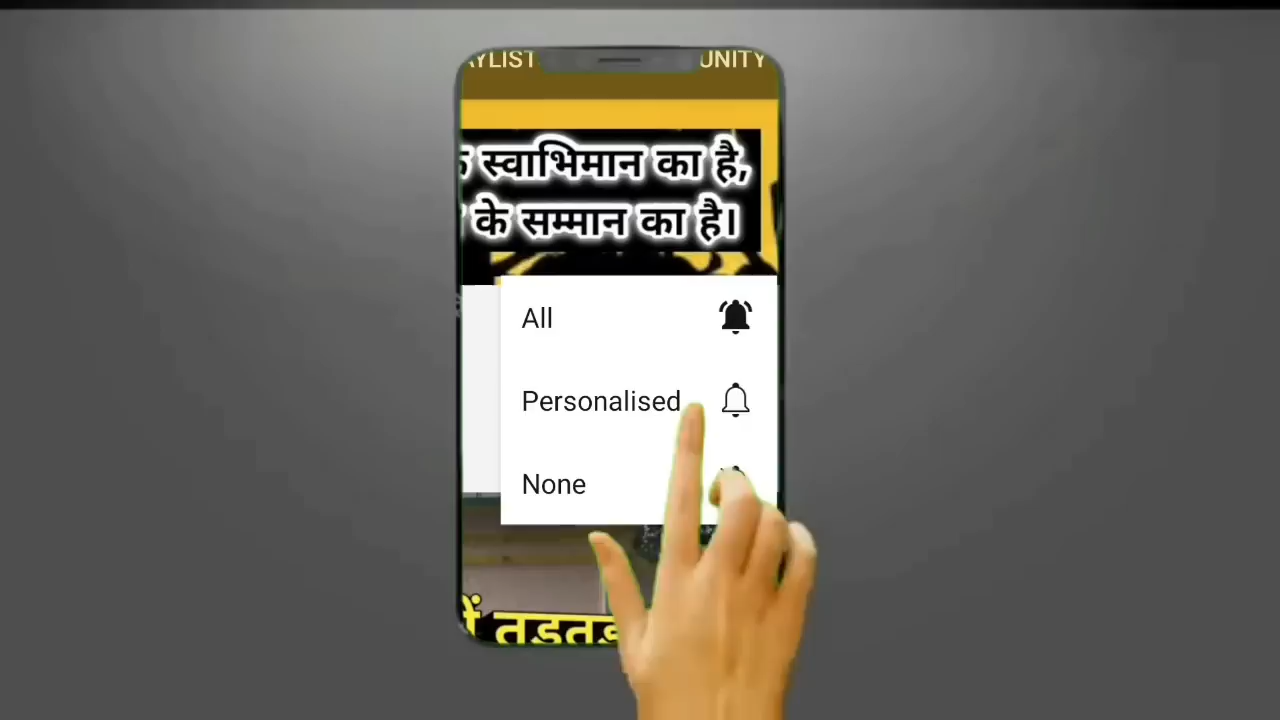 स्वाभिमान का है,
के सम्मान का है।
All
Personalised
None